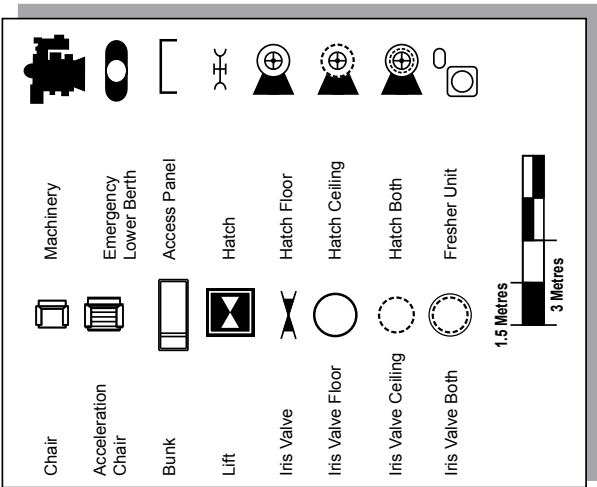 Chair
Acceleration
Chair
Bunk
Lift
Iris Valve
Iris Valve Floor
Iris Valve Ceiling
Iris Valve Both
Machinery
Emergency
Lower Berth
Access Panel
Hatch
Hatch Floor
Hatch Ceiling
Hatch Both
Fresher Unit
1.5 Metres
3 Metres